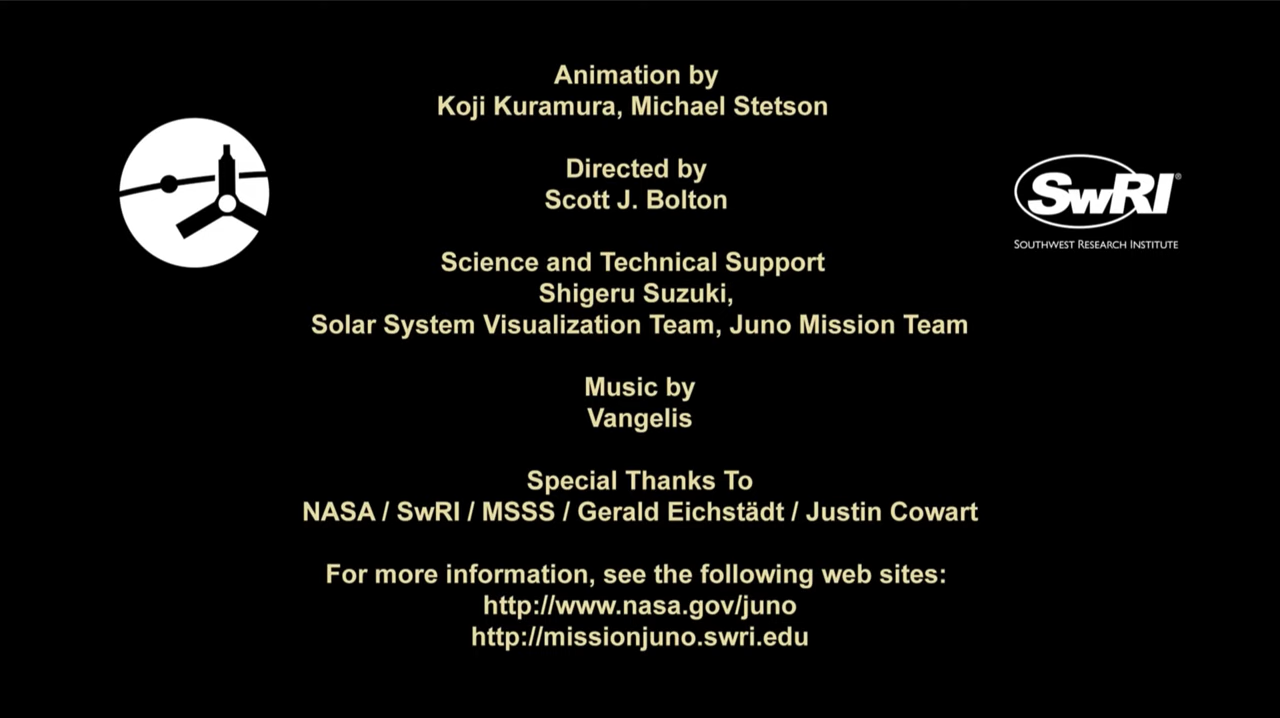 Animation by
Koji Kuramura, Michael Stetson
Directed by
Scott J. Bolton
SwRI®
SOUTHWEST RESEARCH INSTITUTE
Science and Technical Support
Shigeru Suzuki,
Solar System Visualization Team, Juno Mission Team
Music by
Vangelis
Special Thanks To
NASA / SwRI / MSSS / Gerald Eichstädt / Justin Cowart
For more information, see the following web sites:
http://www.nasa.gov/juno
http://missionjuno.swri.edu